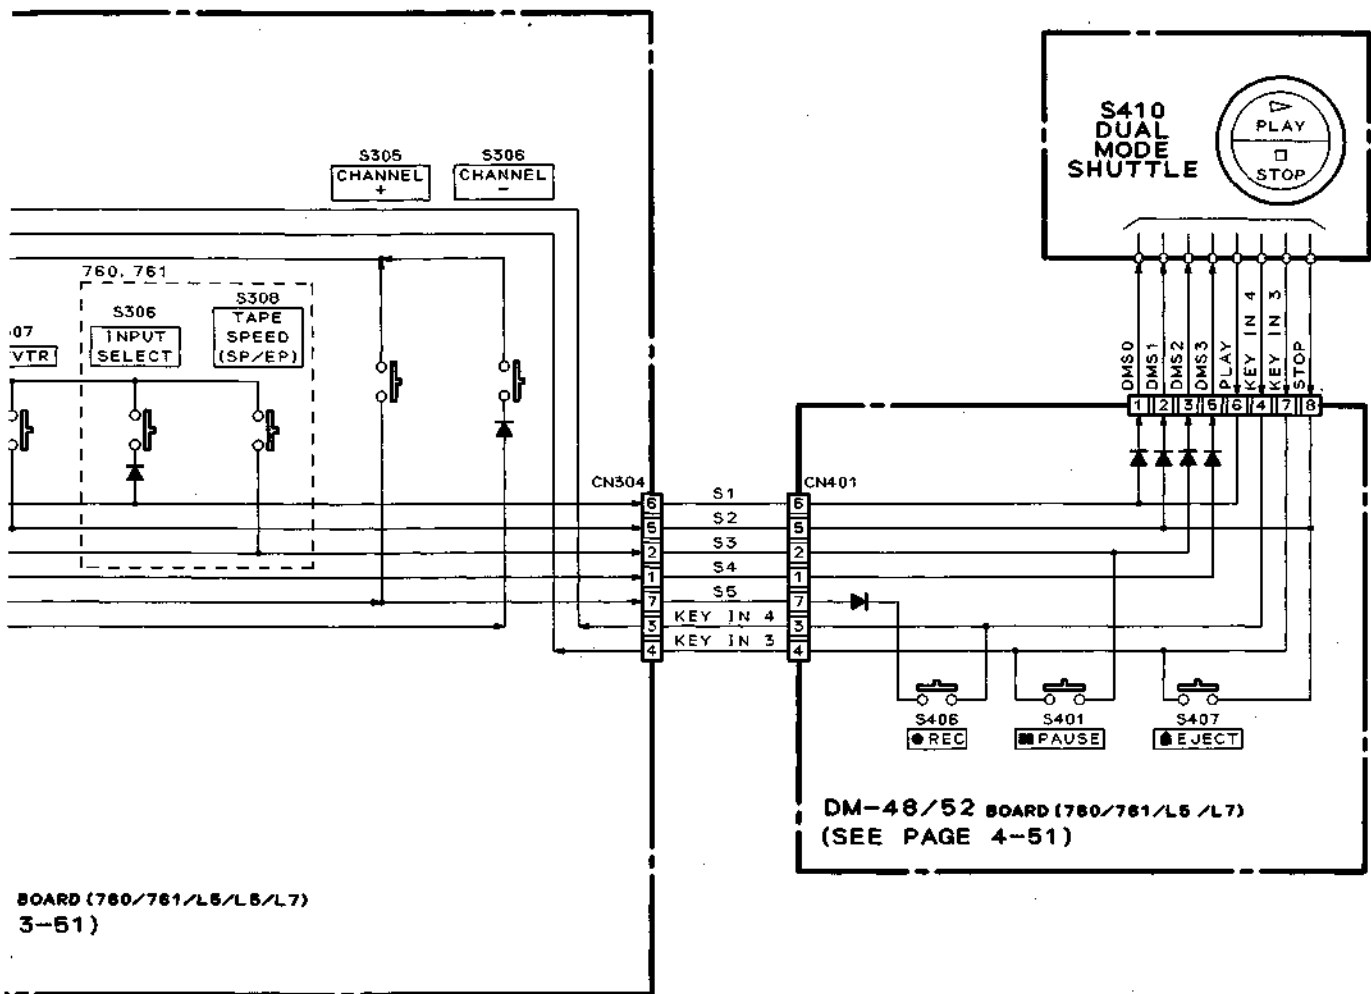 S410
DUAL
MODE
SHUTTLE
PLAY
STOP
S305
CHANNEL
+
S306
CHANNEL
-
760, 761
S306
INPUT
SELECT
S308
TAPE
SPEED
(SP/EP)
07
VTR
DMS0
DMS1
DMS2
DMS3
PLAY
KEY IN 4
KEY IN 3
STOP
1 2 3 5 6 4 7 8
CN304
CN401
6 S1 6
5 S2 5
2 S3 2
1 S4 1
7 S5 7
3 KEY IN 4 3
4 KEY IN 3 4
S406
REC
S401
PAUSE
S407
EJECT
DM-48/52 BOARD (760/761/L5/L7)
(SEE PAGE 4-51)
BOARD (760/761/L5/L6/L7)
3-51)